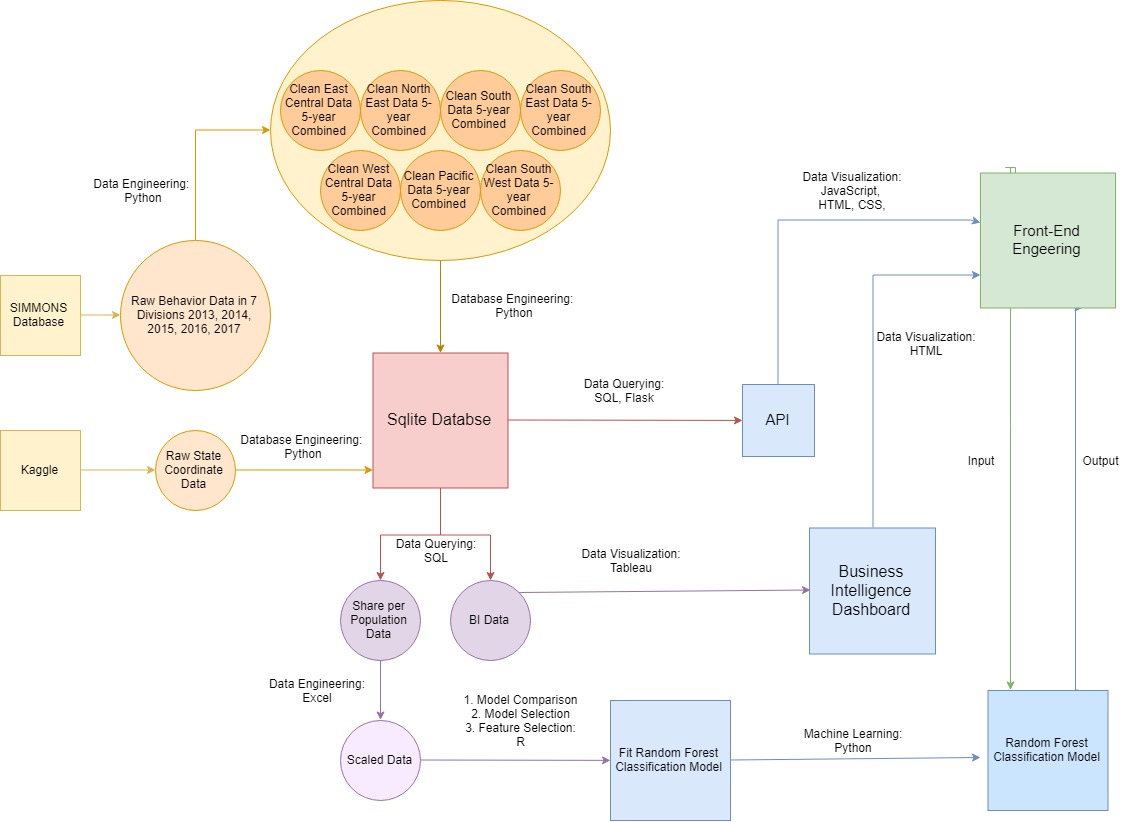 Clean East
Central Data
5-year
Combined
Clean North
East Data 5-
year
Combined
Clean South
Data 5-year
Combined
Clean South
East Data 5-
year
Combined
Clean West
Central Data
5-year
Combined
Clean Pacific
Data 5-year
Combined
Clean South
West Data 5-
year
Combined
Data Engineering:
Python
Data Visualization:
JavaScript,
HTML, CSS,
Front-End
Engeering
SIMMONS
Database
Raw Behavior Data in 7
Divisions 2013, 2014,
2015, 2016, 2017
Database Engineering:
Python
Data Visualization:
HTML
Sqlite Databse
Data Querying:
SQL, Flask
API
Kaggle
Raw State
Coordinate
Data
Database Engineering:
Python
Input
Output
Data Querying:
SQL
Data Visualization:
Tableau
Business
Intelligence
Dashboard
Share per
Population
Data
BI Data
Data Engineering:
Excel
1. Model Comparison
2. Model Selection
3. Feature Selection:
R
Scaled Data
Fit Random Forest
Classification Model
Machine Learning:
Python
Random Forest
Classification Model